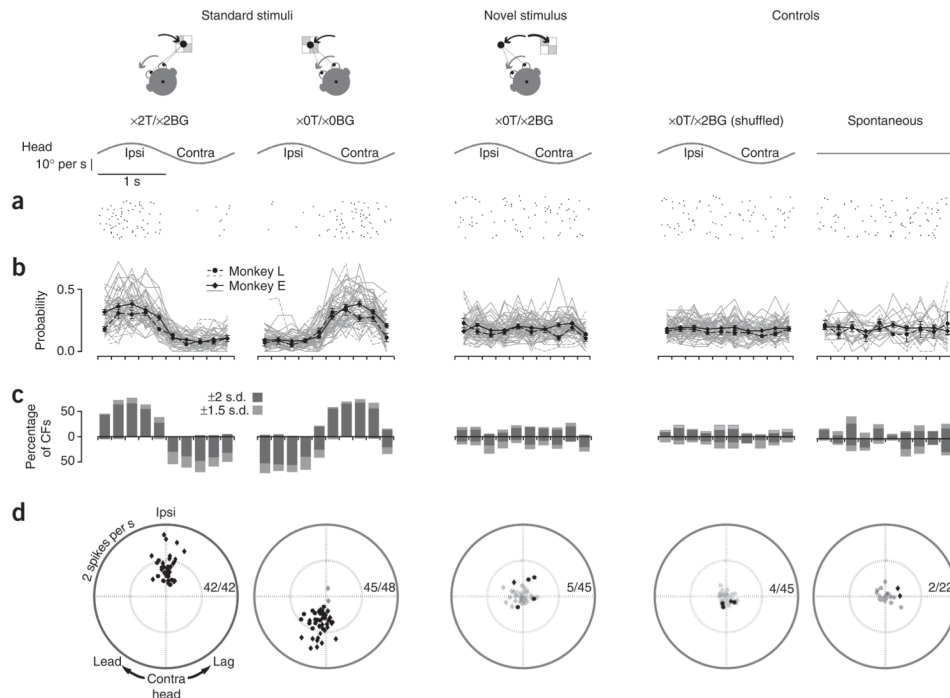 Standard stimuli
Novel stimulus
Controls
×2T/×2BG
×0T/×0BG
×0T/×2BG
×0T/×2BG (shuffled)
Spontaneous
Head
10° per s
Ipsi
Contra
Ipsi
Contra
Ipsi
Contra
1 s
a
b
Probability
0.5
0.0
Monkey L
Monkey E
c
Percentage
of CFs
50
0
50
±2 s.d.
±1.5 s.d.
d
Ipsi
2 spikes per s
42/42
45/48
5/45
4/45
2/22
Lead
Lag
Contra
head